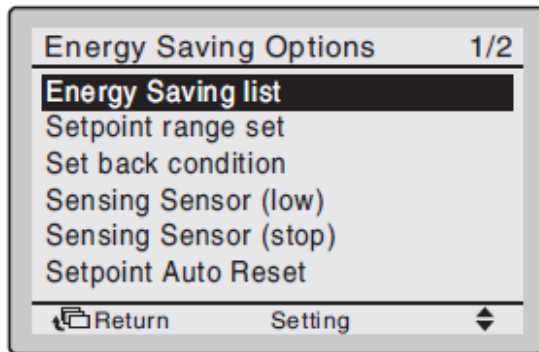 Energy Saving Options 1/2
Energy Saving list
Setpoint range set
Set back condition
Sensing Sensor (low)
Sensing Sensor (stop)
Setpoint Auto Reset
Return Setting